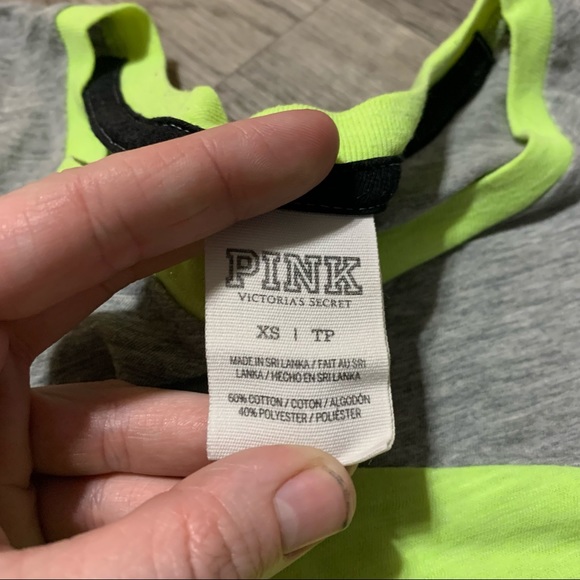 PINK
VICTORIA'S SECRET
XS | TP
MADE IN SRI LANKA / FAIT AU SRI
LANKA / HECHO EN SRI LANKA
60% COTTON / COTON / ALGODÓN
40% POLYESTER / POLIÉSTER